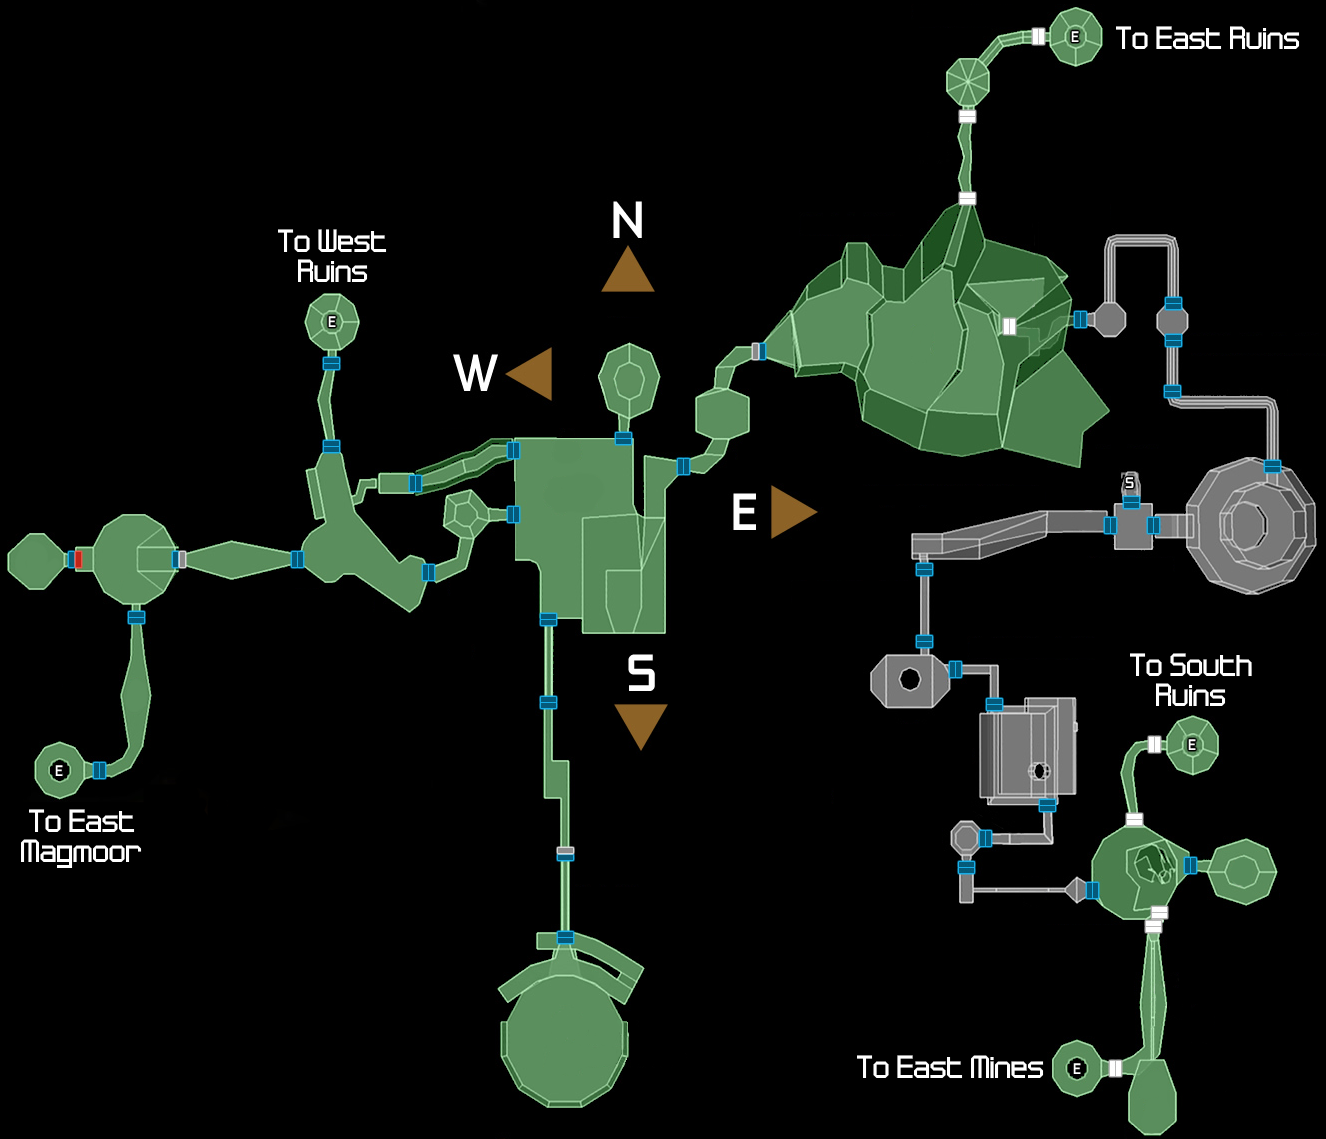 E
To East Ruins
N
To West
Ruins
E
W
E
S
S
To South
Ruins
E
E
To East
Magmoor
To East Mines
E